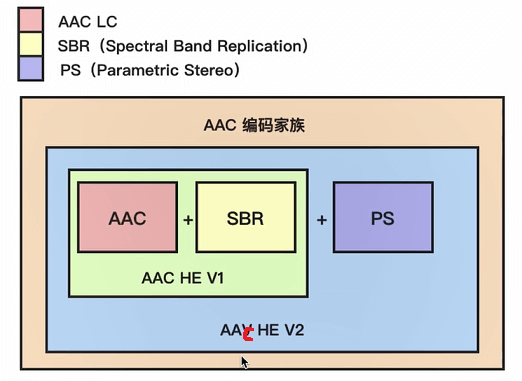 AAC LC
SBR（Spectral Band Replication）
PS（Parametric Stereo）
AAC 编码家族
AAC + SBR + PS
AAC HE V1
AAV HE V2
C